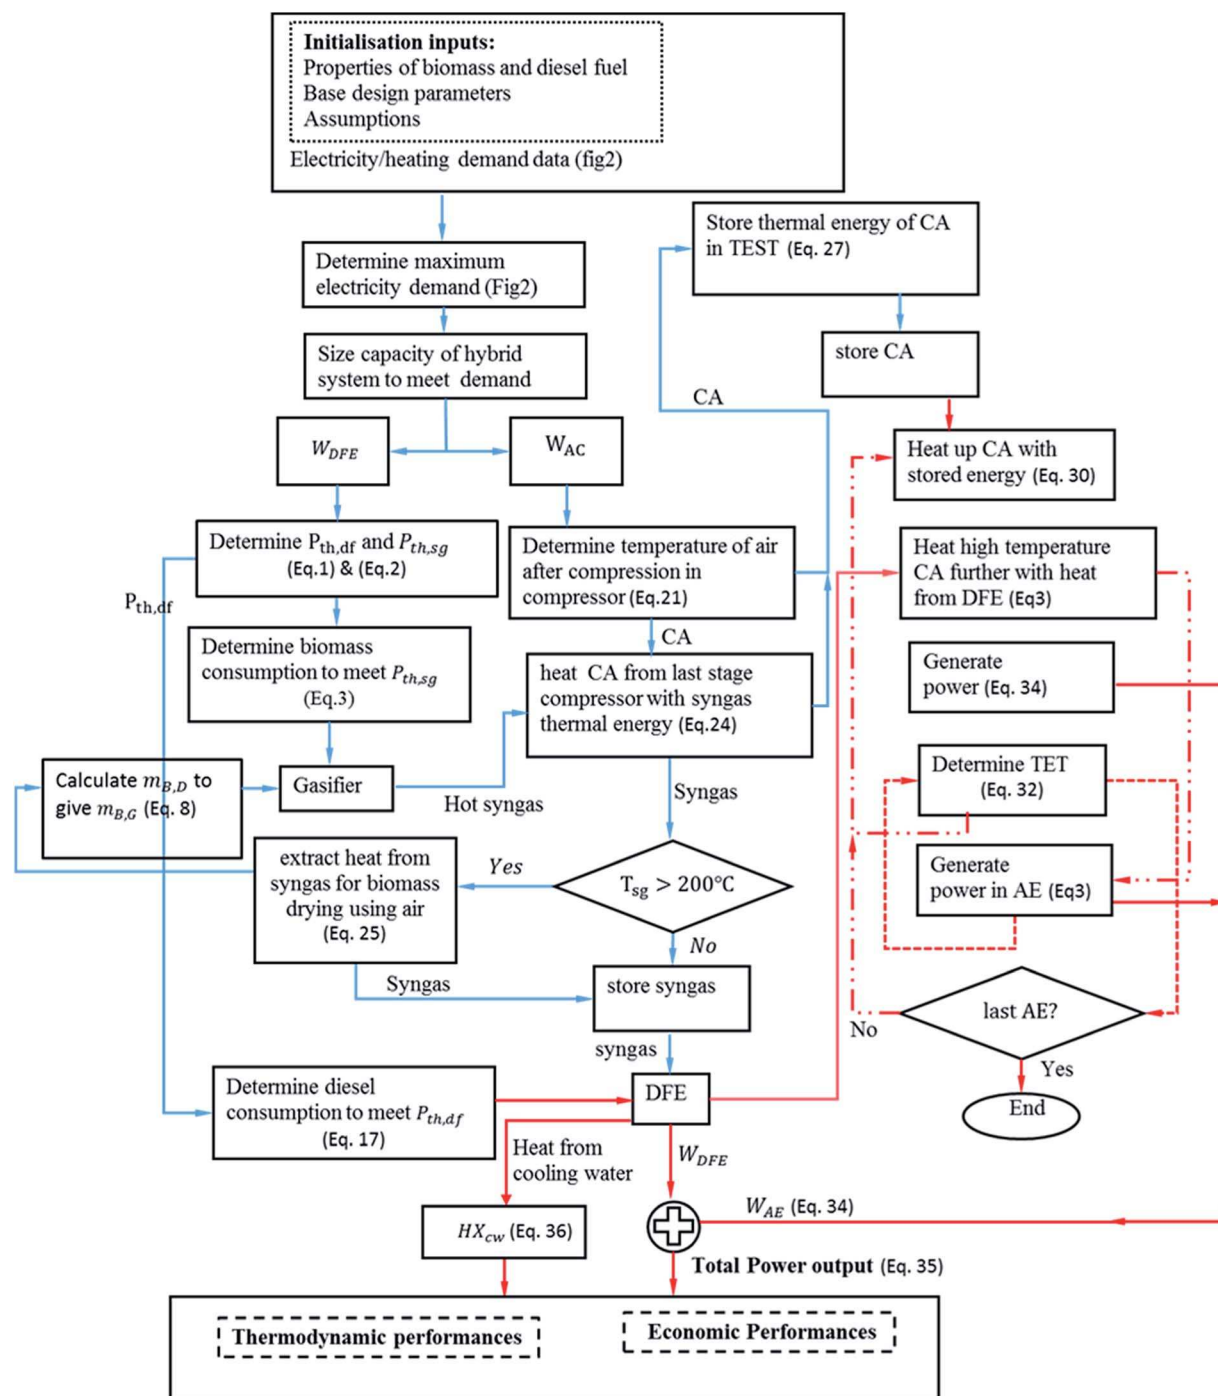 Initialisation inputs:
Properties of biomass and diesel fuel
Base design parameters
Assumptions
Electricity/heating demand data (fig2)
Determine maximum
electricity demand (Fig2)
Size capacity of hybrid
system to meet demand
W_DFE
W_AC
Determine P_th,df and P_th,sg
(Eq.1) & (Eq.2)
P_th,df
Determine biomass
consumption to meet P_th,sg
(Eq.3)
Calculate m_B,D to
give m_B,G (Eq. 8)
Gasifier
Hot syngas
Determine temperature of air
after compression in
compressor (Eq.21)
CA
heat CA from last stage
compressor with syngas
thermal energy (Eq.24)
CA
Store thermal energy of CA
in TEST (Eq. 27)
store CA
Heat up CA with
stored energy (Eq. 30)
Heat high temperature
CA further with heat
from DFE (Eq3)
Generate
power (Eq. 34)
Determine TET
(Eq. 32)
Generate
power in AE (Eq3)
last AE?
No
Yes
End
Syngas
T_sg > 200°C
Yes
No
extract heat from
syngas for biomass
drying using air
(Eq. 25)
Syngas
store syngas
syngas
DFE
Determine diesel
consumption to meet P_th,df
(Eq. 17)
Heat from
cooling water
W_DFE
HX_cw (Eq. 36)
W_AE (Eq. 34)
Total Power output (Eq. 35)
Thermodynamic performances
Economic Performances